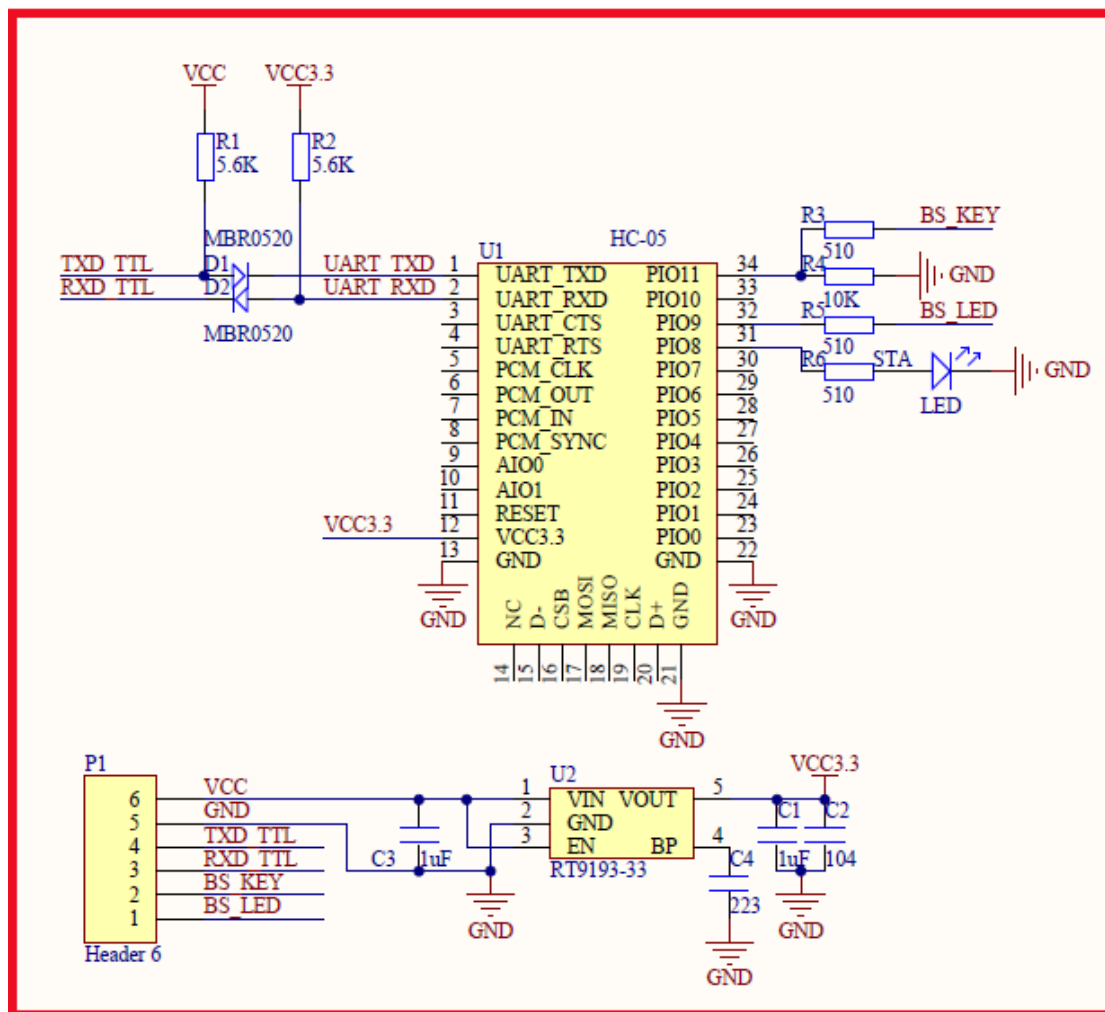 VCC VCC3.3
R1 R2
5.6K 5.6K
MBR0520
TXD_TTL D1 UART_TXD
RXD_TTL D2 UART_RXD
MBR0520
U1 HC-05
1 UART_TXD PIO11 34
2 UART_RXD PIO10 33
3 UART_CTS PIO9 32
4 UART_RTS PIO8 31
5 PCM_CLK PIO7 30
6 PCM_OUT PIO6 29
7 PCM_IN PIO5 28
8 PCM_SYNC PIO4 27
9 AIO0 PIO3 26
10 AIO1 PIO2 25
11 RESET PIO1 24
VCC3.3 12 VCC3.3 PIO0 23
13 GND GND 22
GND GND
NC D- CSB MOSI MISO CLK D+ GND
14 15 16 17 18 19 20 21
GND
R3 BS_KEY
510
R4 GND
10K
R5 BS_LED
510
R6 STA GND
510 LED
P1
6 VCC
5 GND
4 TXD_TTL
3 RXD_TTL
2 BS_KEY
1 BS_LED
Header 6
C3 1uF
U2
1 VIN VOUT 5
2 GND
3 EN BP 4
RT9193-33
GND
C4
223
GND
VCC3.3
C1 C2
1uF 104
GND